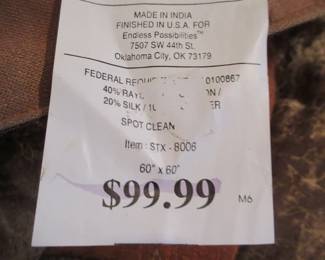 MADE IN INDIA
FINISHED IN U.S.A. FOR
Endless Possibilities™
7507 SW 44th St.
Oklahoma City, OK 73179
FEDERAL 0100867
40% /
20% SILK /
SPOT CLEAN
Item : STX - 8006
60" x 60"
$99.99 M6